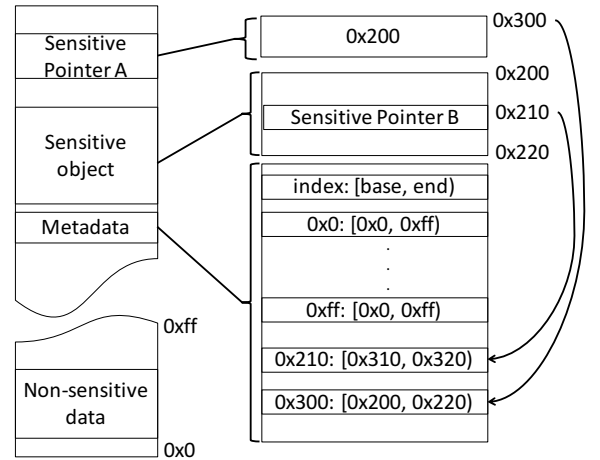 Sensitive
Pointer A
Sensitive
object
Metadata
0xff
Non-sensitive
data
0x0
0x200
0x300
0x200
Sensitive Pointer B
0x210
0x220
index: [base, end)
0x0: [0x0, 0xff)
.
.
.
0xff: [0x0, 0xff)
0x210: [0x310, 0x320)
0x300: [0x200, 0x220)